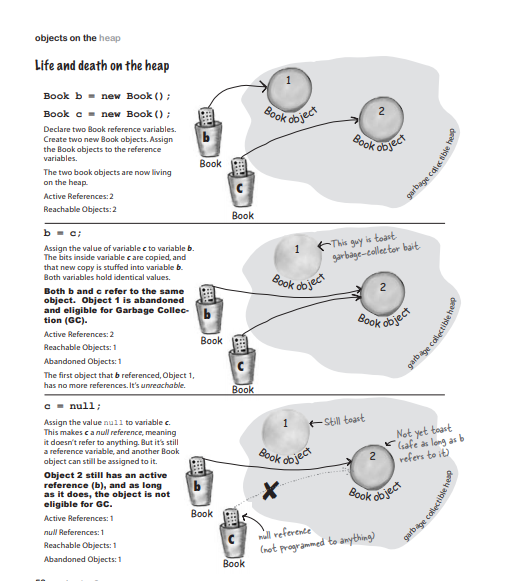 objects on the heap
Life and death on the heap
Book b = new Book();
Book c = new Book();
Declare two Book reference variables.
Create two new Book objects. Assign
the Book objects to the reference
variables.
The two book objects are now living
on the heap.
Active References: 2
Reachable Objects: 2
1
Book object
2
Book object
b
Book
c
Book
garbage collectible heap
b = c;
Assign the value of variable c to variable b.
The bits inside variable c are copied, and
that new copy is stuffed into variable b.
Both variables hold identical values.
Both b and c refer to the same
object. Object 1 is abandoned
and eligible for Garbage Collec-
tion (GC).
Active References: 2
Reachable Objects: 1
Abandoned Objects: 1
The first object that b referenced, Object 1,
has no more references. It's unreachable.
1
Book object
This guy is toast.
garbage-collector bait.
2
Book object
b
Book
c
Book
garbage collectible heap
c = null;
Assign the value null to variable c.
This makes c a null reference, meaning
it doesn't refer to anything. But it's still
a reference variable, and another Book
object can still be assigned to it.
Object 2 still has an active
reference (b), and as long
as it does, the object is not
eligible for GC.
Active References: 1
null References: 1
Reachable Objects: 1
Abandoned Objects: 1
1
Book object
Still toast
Not yet toast
(safe as long as b
refers to it)
2
Book object
b
Book
c
Book
null reference
(not programmed to anything)
garbage collectible heap